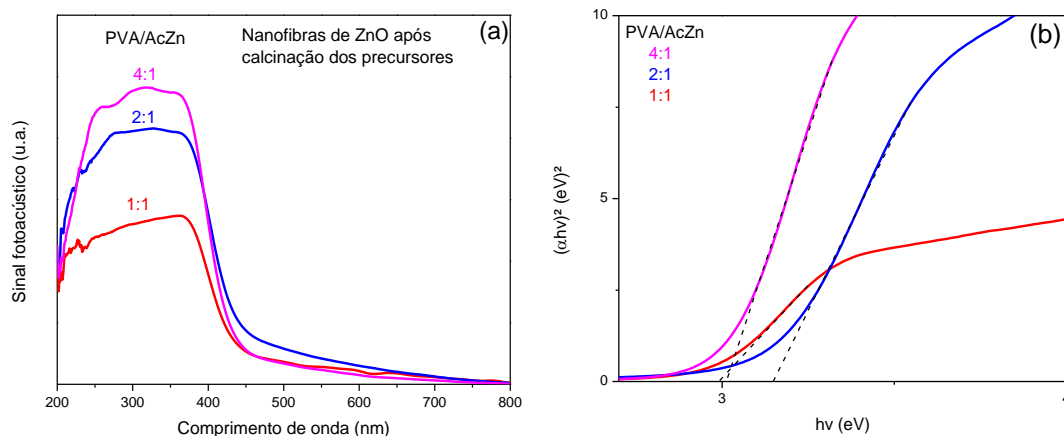 PVA/AcZn
Nanofibras de ZnO após
calcinação dos precursores
(a)
4:1
2:1
1:1
Sinal fotoacústico (u.a.)
200 300 400 500 600 700 800
Comprimento de onda (nm)
(b)
PVA/AcZn
4:1
2:1
1:1
10
5
0
(αhν)² (eV)²
3 4
hν (eV)